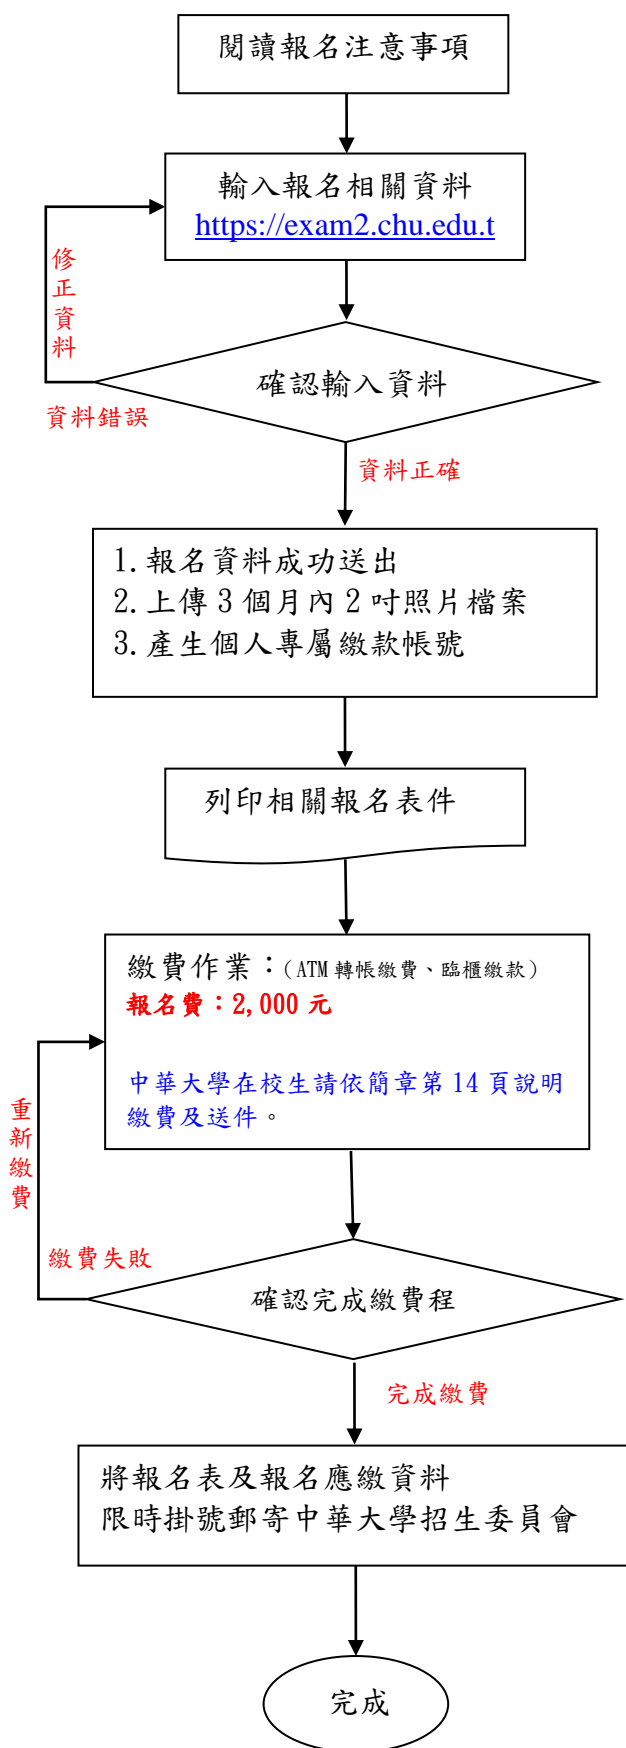 閱讀報名注意事項
輸入報名相關資料
https://exam2.chu.edu.t
修正資料
確認輸入資料
資料錯誤
資料正確
1.報名資料成功送出
2.上傳3個月內2吋照片檔案
3.產生個人專屬繳款帳號
列印相關報名表件
繳費作業：(ATM轉帳繳費、臨櫃繳款)
報名費：2,000元
中華大學在校生請依簡章第14頁說明
繳費及送件。
重新繳費
繳費失敗
確認完成繳費程
完成繳費
將報名表及報名應繳資料
限時掛號郵寄中華大學招生委員會
完成